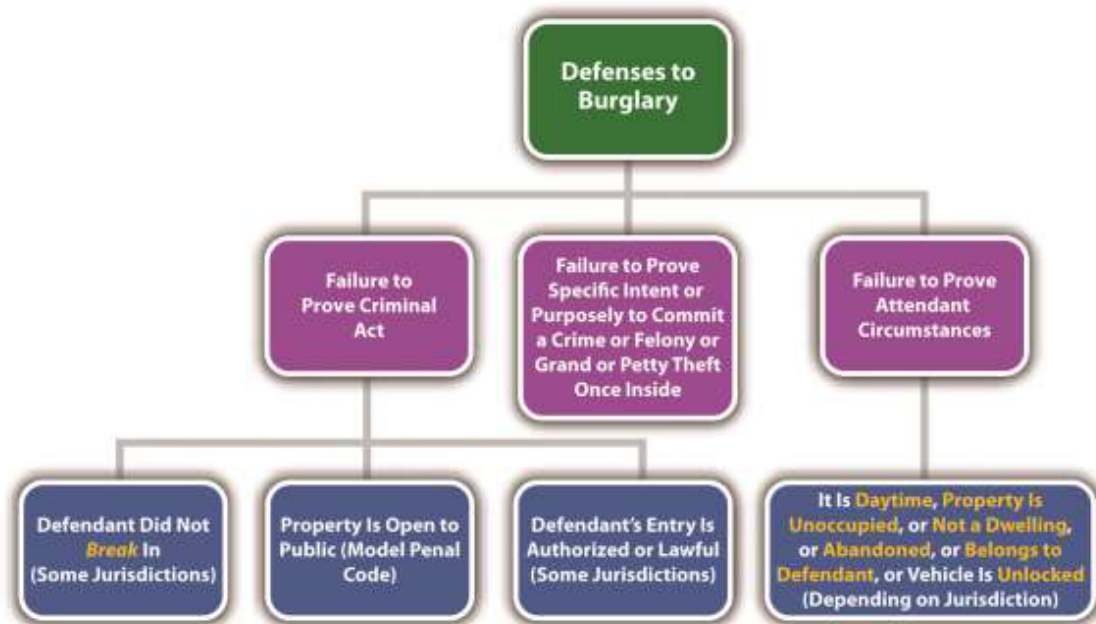 Defenses to
Burglary
Failure to
Prove Criminal
Act
Failure to Prove
Specific Intent or
Purposely to Commit
a Crime or Felony or
Grand or Petty Theft
Once Inside
Failure to Prove
Attendant
Circumstances
Defendant Did Not
Break In
(Some Jurisdictions)
Property Is Open to
Public (Model Penal
Code)
Defendant's Entry Is
Authorized or Lawful
(Some Jurisdictions)
It Is Daytime, Property Is
Unoccupied, or Not a Dwelling,
or Abandoned, or Belongs to
Defendant, or Vehicle Is Unlocked
(Depending on Jurisdiction)